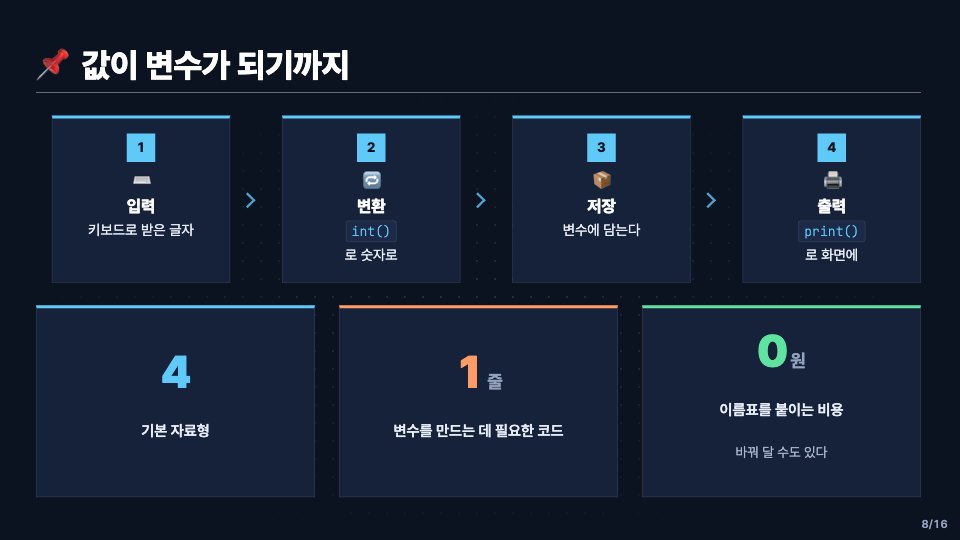 값이 변수가 되기까지
1
입력
키보드로 받은 글자
2
변환
int()
로 숫자로
3
저장
변수에 담는다
4
출력
print()
로 화면에
4
기본 자료형
1 줄
변수를 만드는 데 필요한 코드
0 원
이름표를 붙이는 비용
바꿔 달 수도 있다
8/16